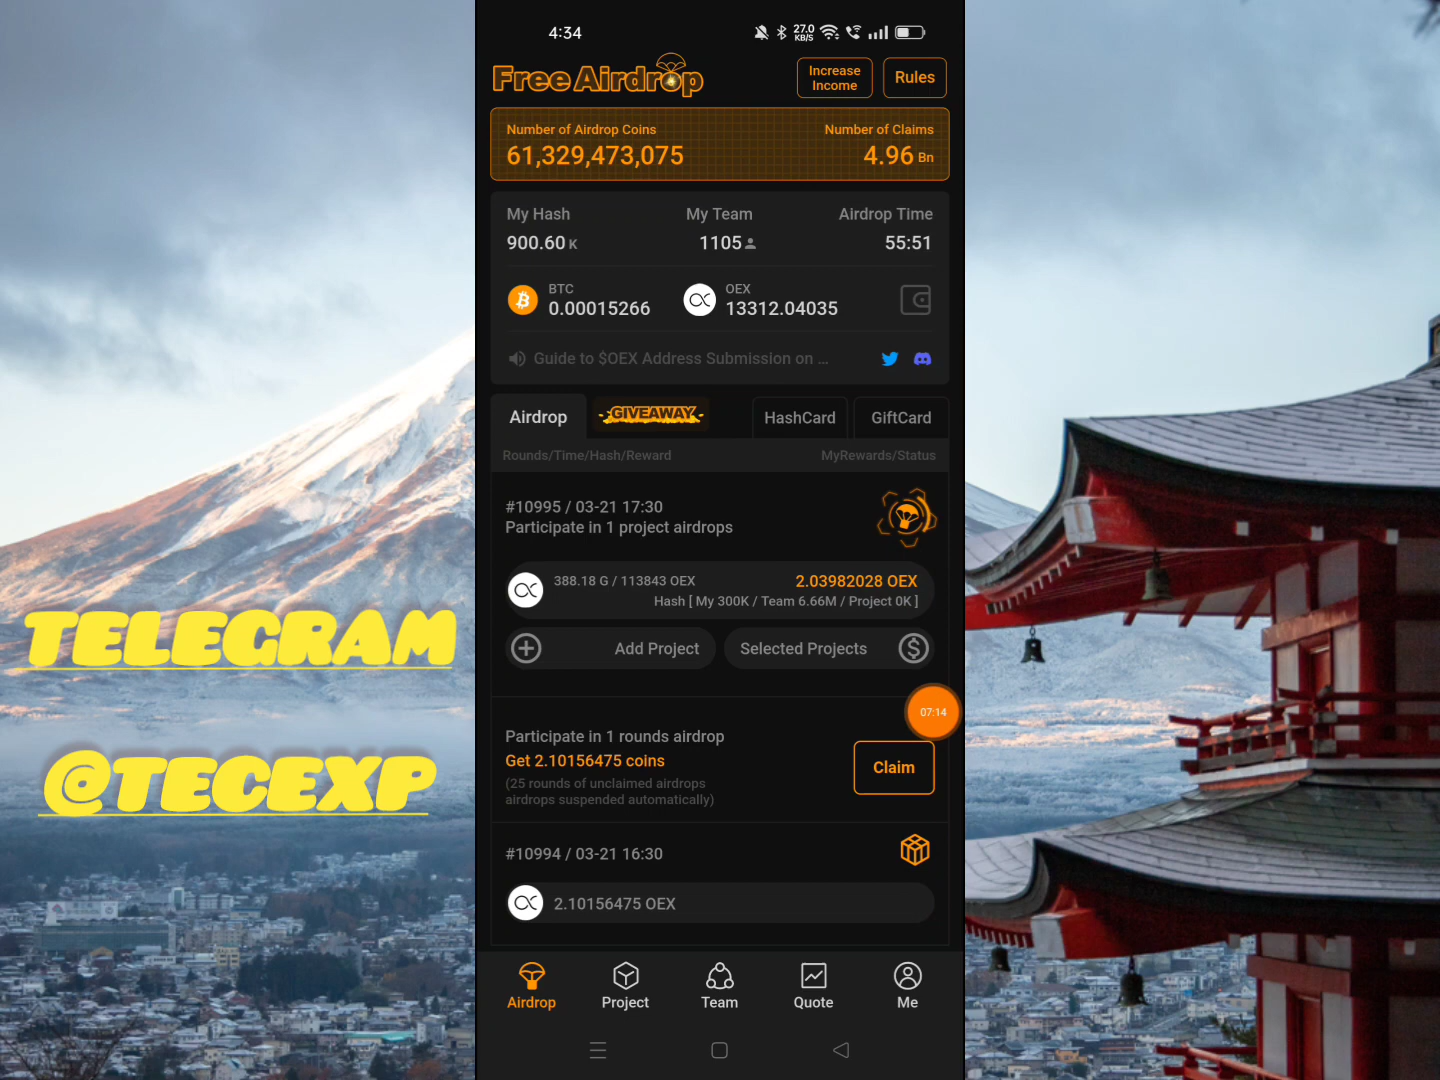 4:34
27.0
KB/S
Free Airdrop
Increase
Income
Rules
Number of Airdrop Coins
Number of Claims
61,329,473,075
4.96 Bn
My Hash
My Team
Airdrop Time
900.60 K
1105
55:51
BTC
0.00015266
OEX
13312.04035
Guide to $OEX Address Submission on ...
Airdrop
GIVEAWAY
HashCard
GiftCard
Rounds/Time/Hash/Reward
MyRewards/Status
#10995 / 03-21 17:30
Participate in 1 project airdrops
388.18 G / 113843 OEX
2.03982028 OEX
Hash [ My 300K / Team 6.66M / Project 0K ]
Add Project
Selected Projects
07:14
Participate in 1 rounds airdrop
Get 2.10156475 coins
(25 rounds of unclaimed airdrops
airdrops suspended automatically)
Claim
#10994 / 03-21 16:30
2.10156475 OEX
Airdrop
Project
Team
Quote
Me
TELEGRAM
@TECEXP